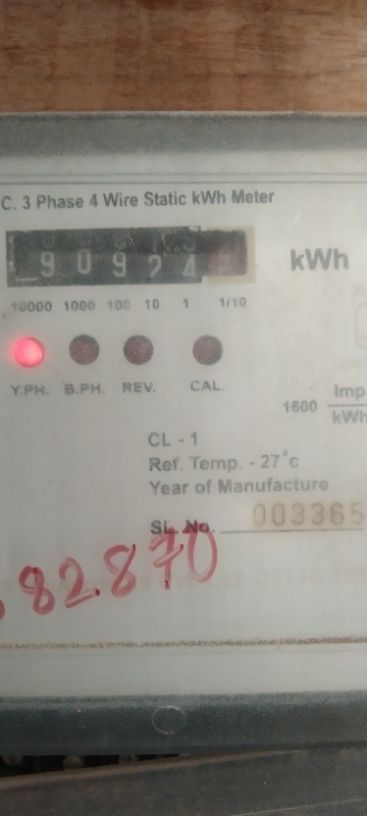 C. 3 Phase 4 Wire Static kWh Meter
9 0 9 2 4
kWh
10000 1000 100 10 1 1/10
Y.PH. B.PH. REV. CAL.
1600 Imp
kWh
CL - 1
Ref. Temp. - 27°c
Year of Manufacture
SL. No. 003365
82.870